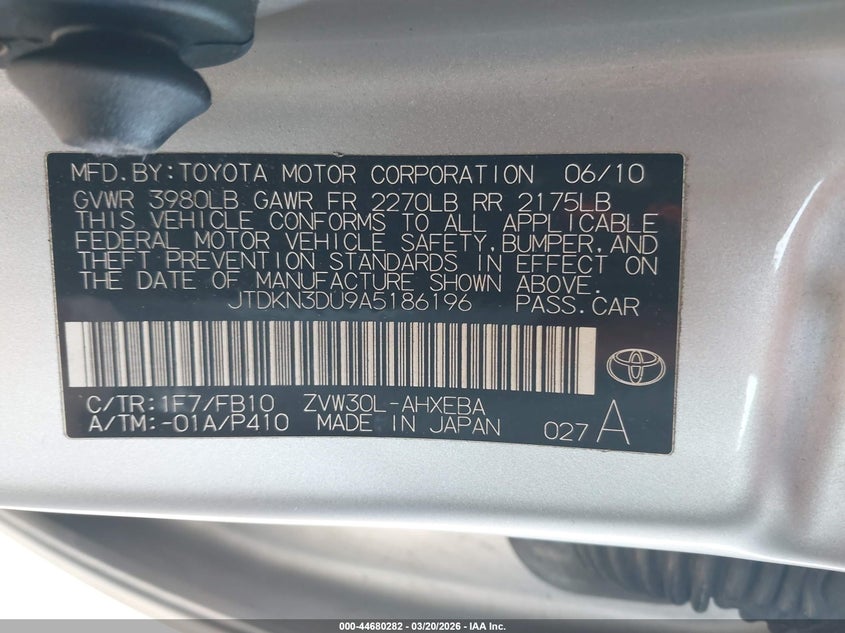 MFD.BY:TOYOTA MOTOR CORPORATION 06/10
GVWR 3980LB GAWR FR 2270LB RR 2175LB
THIS VEHICLE CONFORMS TO ALL APPLICABLE
FEDERAL MOTOR VEHICLE SAFETY,BUMPER,AND
THEFT PREVENTION STANDARDS IN EFFECT ON
THE DATE OF MANUFACTURE SHOWN ABOVE.
JTDKN3DU9A5186196 PASS.CAR
C/TR:1F7/FB10 ZVW30L-AHXEBA
A/TM:-01A/P410 MADE IN JAPAN 027A
000-44680282 - 03/20/2026 - IAA Inc.